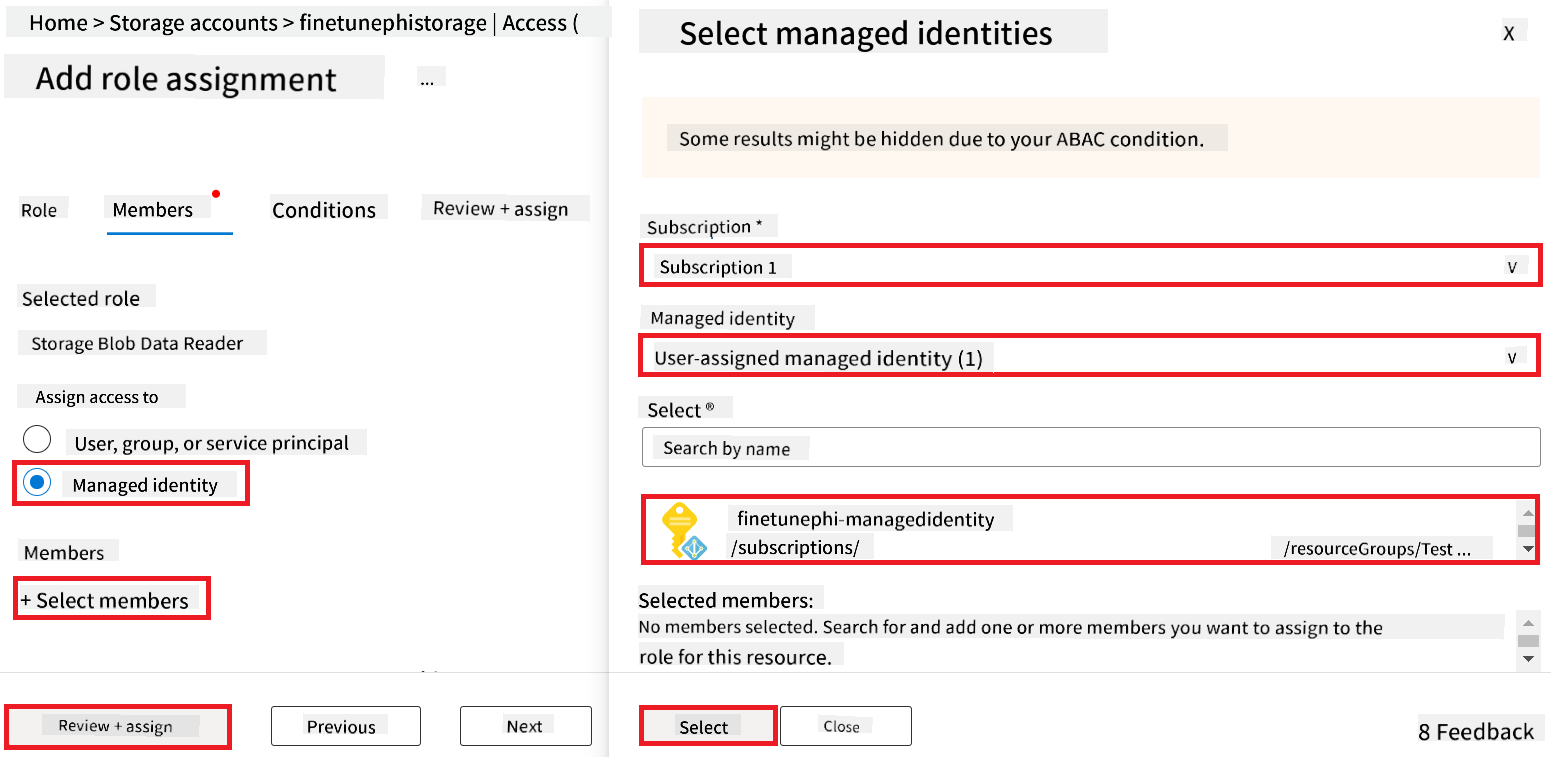 Home > Storage accounts > finetunephistorage | Access (
Add role assignment
...
Role
Members
Conditions
Review + assign
Selected role
Storage Blob Data Reader
Assign access to
User, group, or service principal
Managed identity
Members
+ Select members
Review + assign
Previous
Next
Select managed identities
X
Some results might be hidden due to your ABAC condition.
Subscription *
Subscription 1
V
Managed identity
User-assigned managed identity (1)
V
Select ®
Search by name
finetunephi-managedidentity
/subscriptions/ /resourceGroups/Test ...
Selected members:
No members selected. Search for and add one or more members you want to assign to the
role for this resource.
Select
Close
8 Feedback